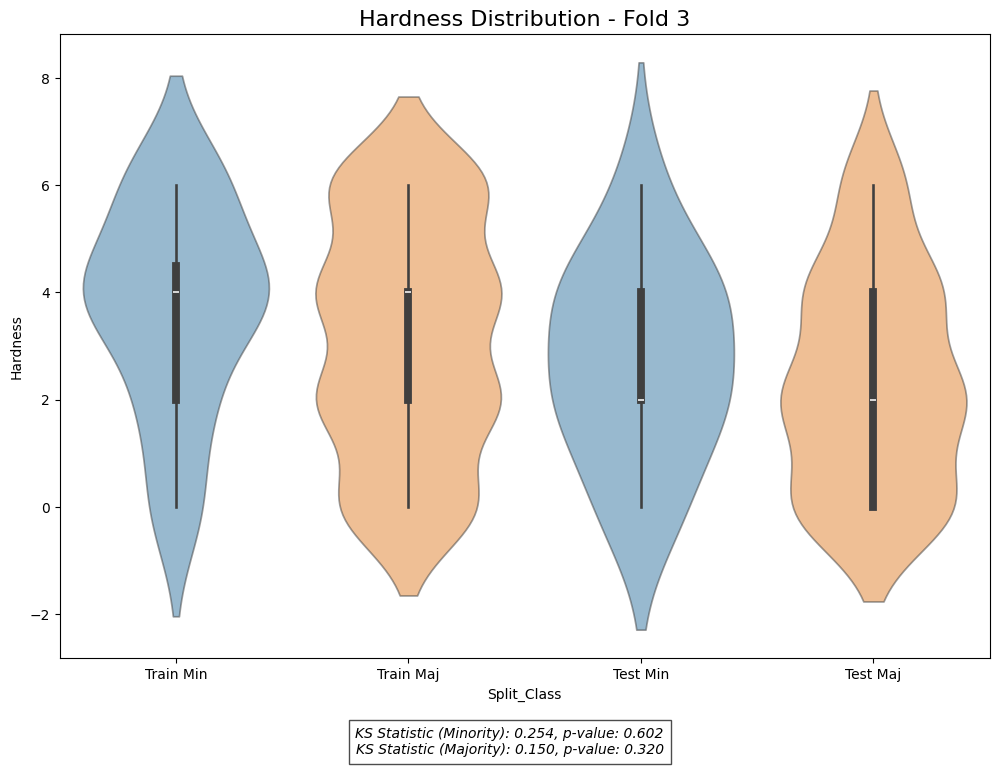 Hardness Distribution - Fold 3
Hardness
8
6
4
2
0
−2
Train Min
Train Maj
Test Min
Test Maj
Split_Class
KS Statistic (Minority): 0.254, p-value: 0.602
KS Statistic (Majority): 0.150, p-value: 0.320